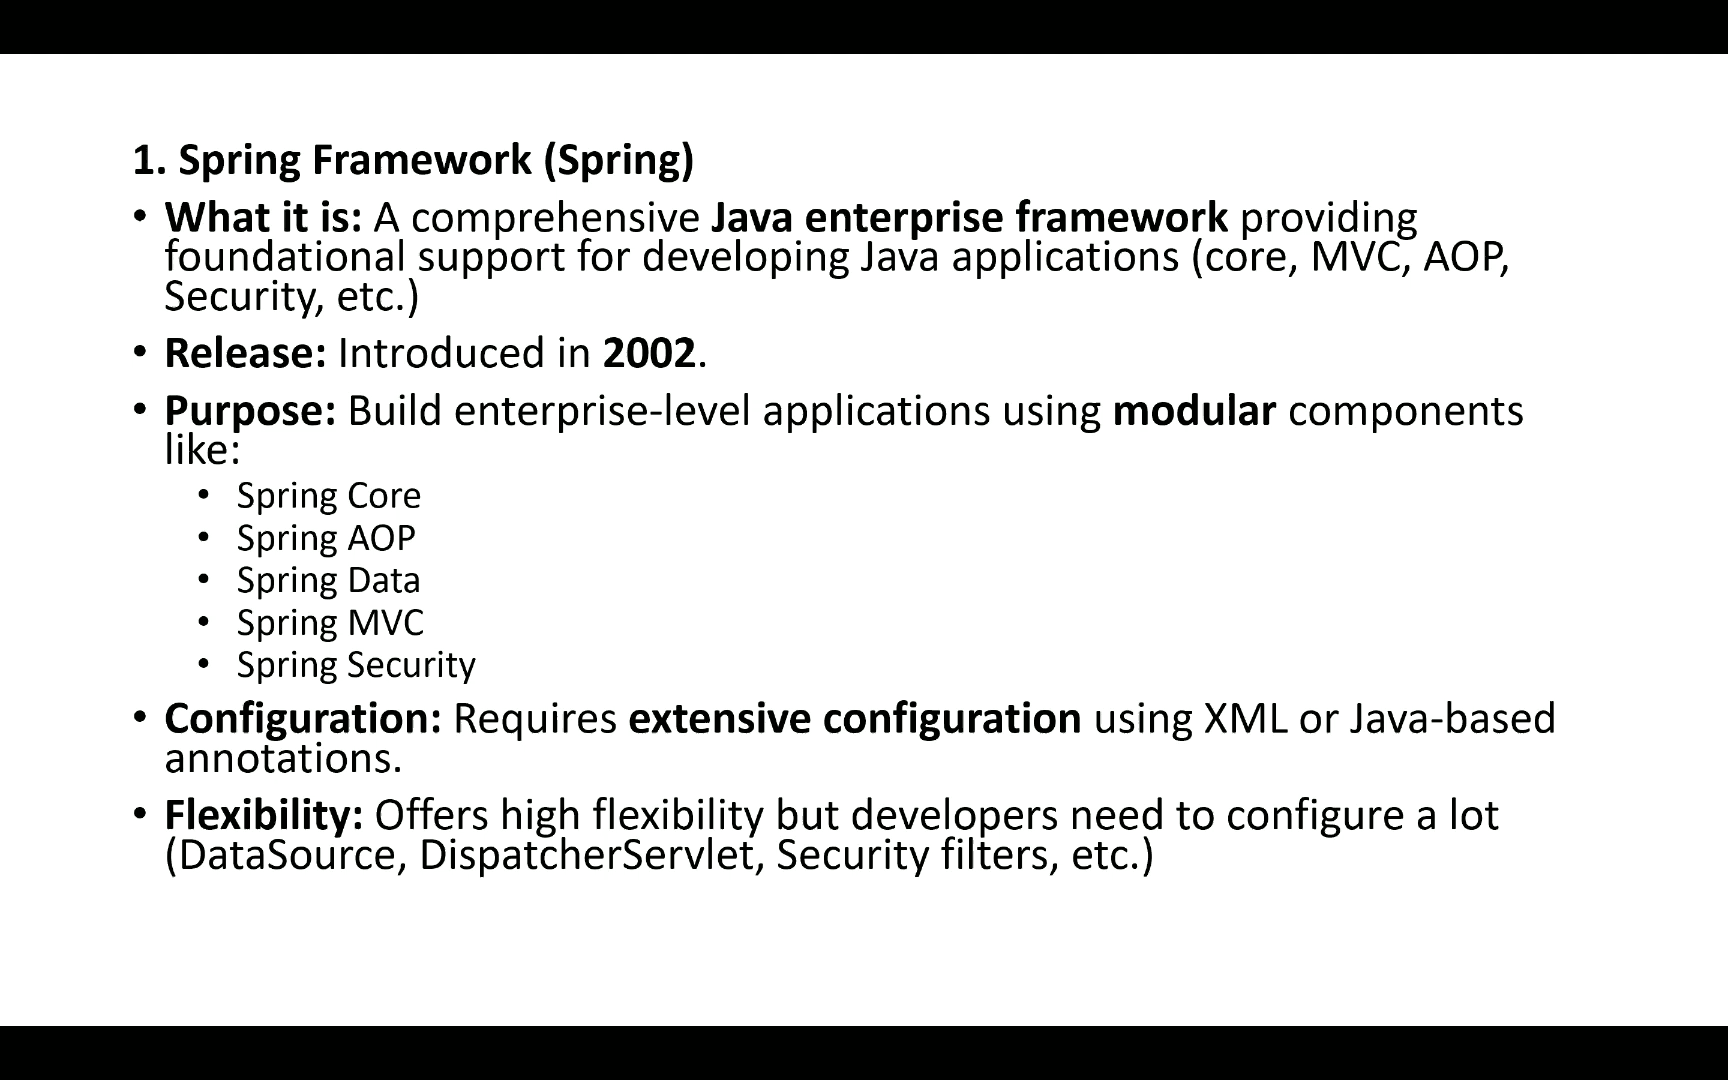 1. Spring Framework (Spring)
• What it is: A comprehensive Java enterprise framework providing
foundational support for developing Java applications (core, MVC, AOP,
Security, etc.)
• Release: Introduced in 2002.
• Purpose: Build enterprise-level applications using modular components
like:
• Spring Core
• Spring AOP
• Spring Data
• Spring MVC
• Spring Security
• Configuration: Requires extensive configuration using XML or Java-based
annotations.
• Flexibility: Offers high flexibility but developers need to configure a lot
(DataSource, DispatcherServlet, Security filters, etc.)